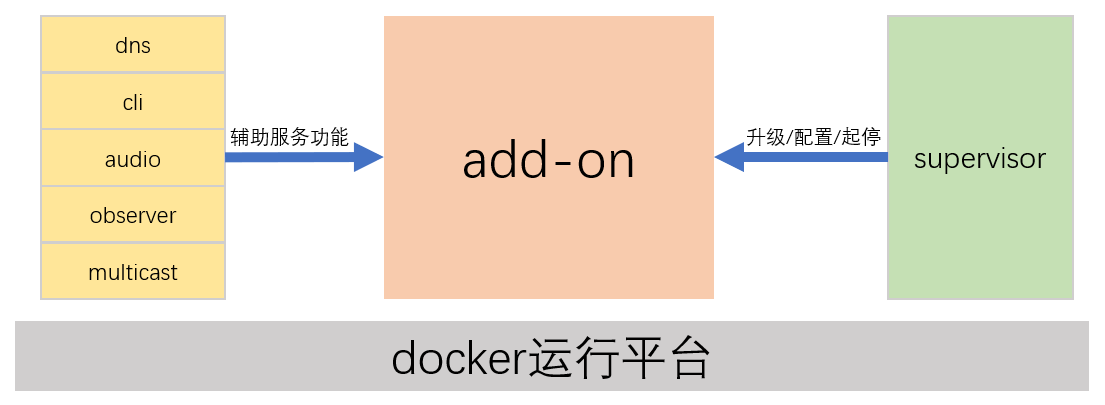 dns
cli
audio
observer
multicast
辅助服务功能
add-on
升级/配置/起停
supervisor
docker运行平台